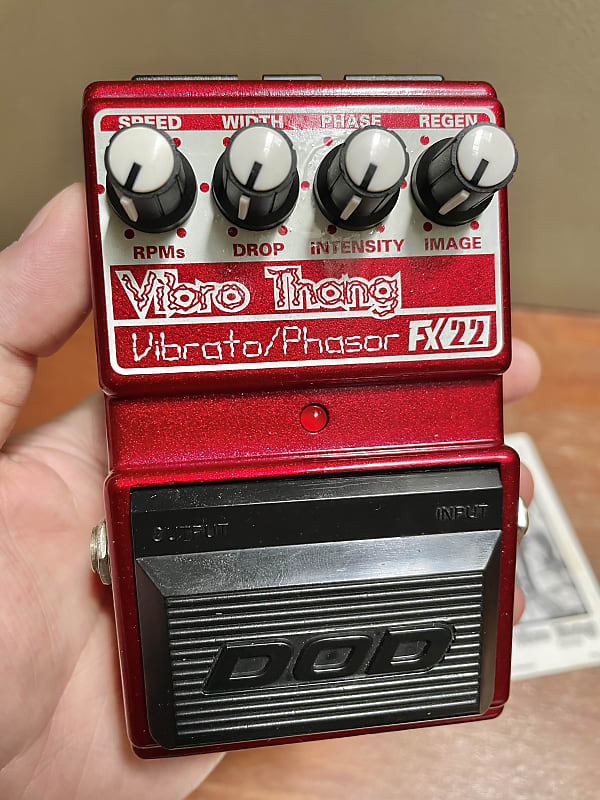 SPEED WIDTH PHASE REGEN
RPMs DROP iNTENSITY iMAGE
Vibro Thang
Vibrato/Phasor FX22
OUTPUT INPUT
DOD